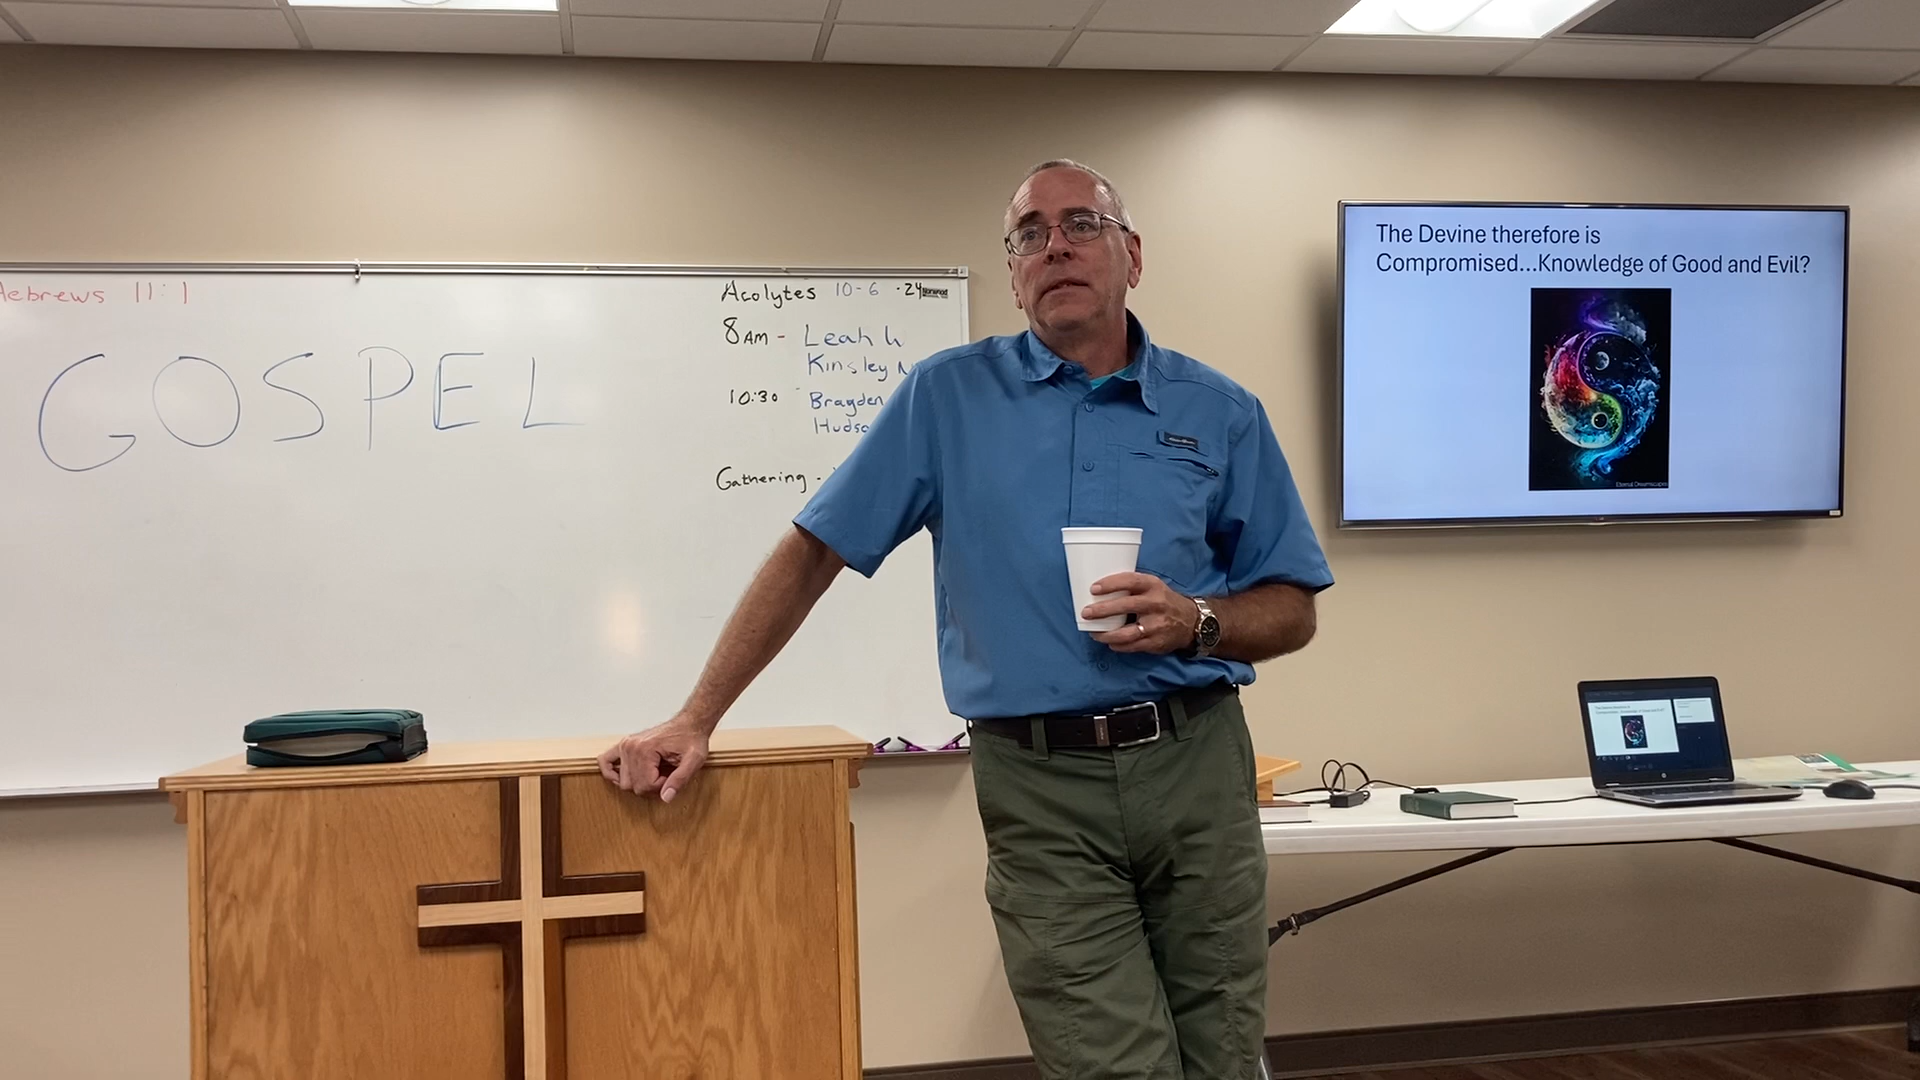 Hebrews 11:1
GOSPEL
Acolytes 10-6-24
8AM - Leah W
Kinsley N
10:30 Brayden
Hudso
Gathering -
The Devine therefore is
Compromised...Knowledge of Good and Evil?
Eternal Dreamscapes